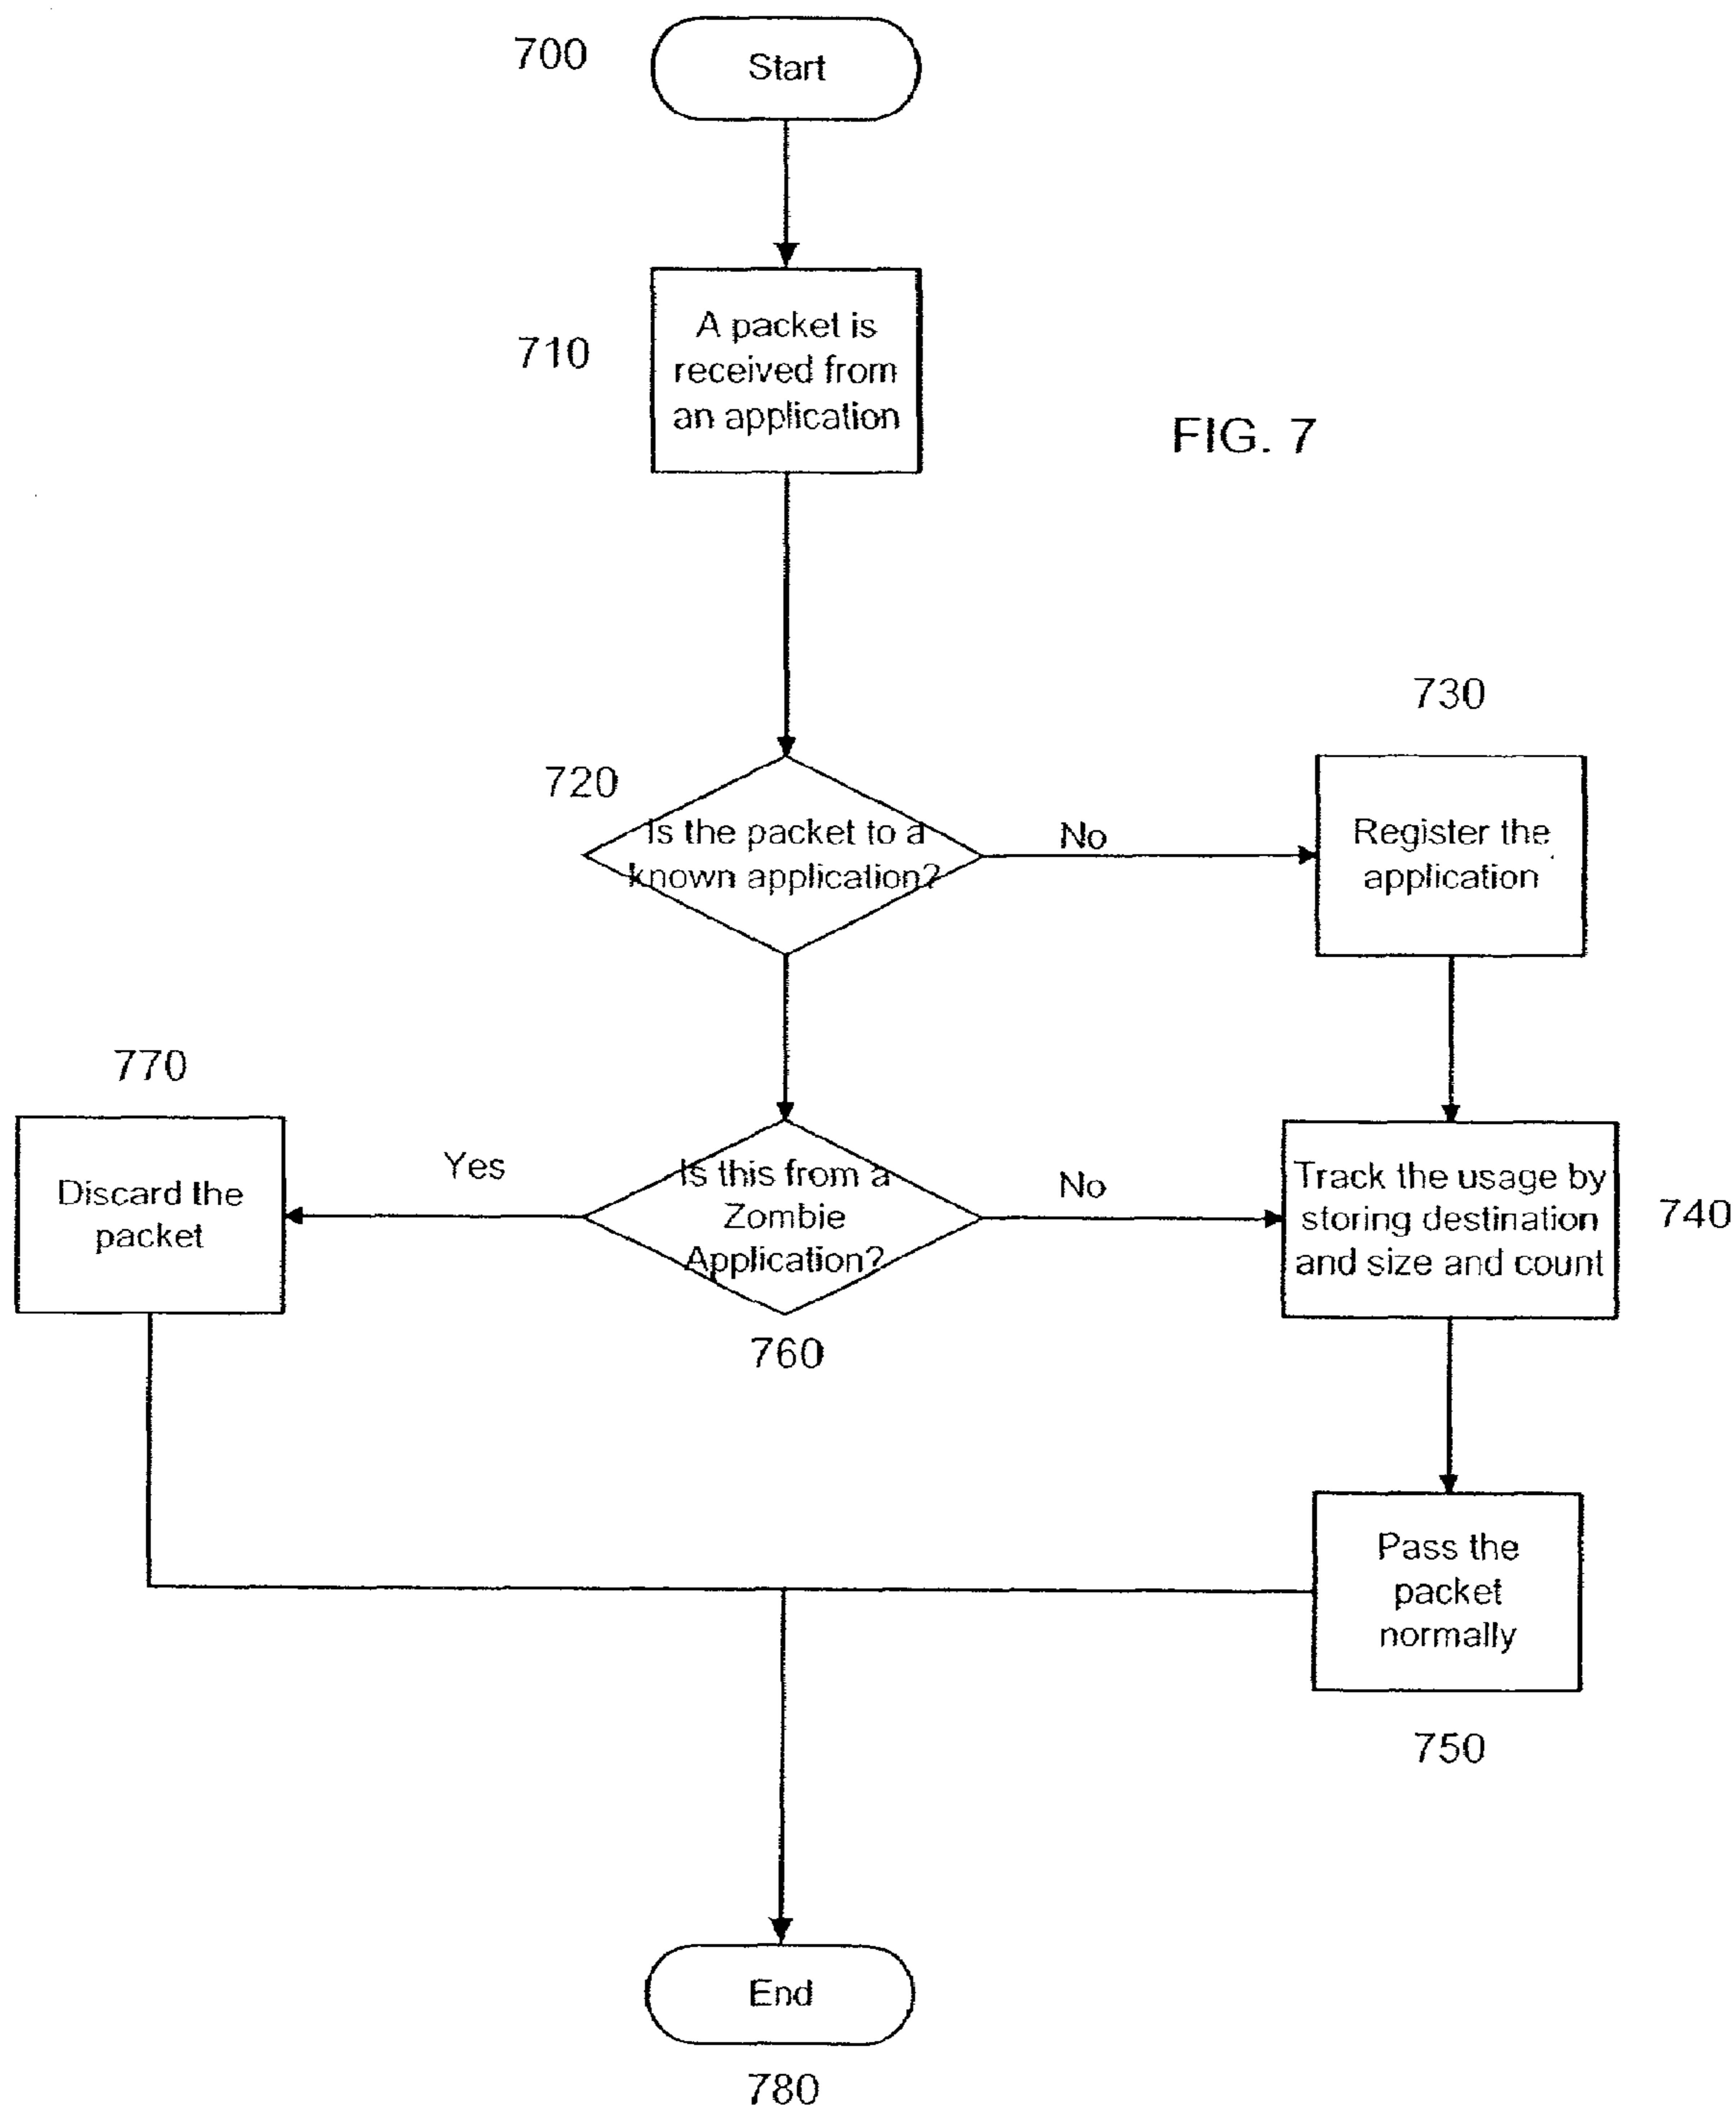 700
Start
710
A packet is
received from
an application
FIG. 7
720
Is the packet to a
known application?
No
730
Register the
application
770
Discard the
packet
Yes
Is this from a
Zombie
Application?
760
No
Track the usage by
storing destination
and size and count
740
Pass the
packet
normally
750
End
780